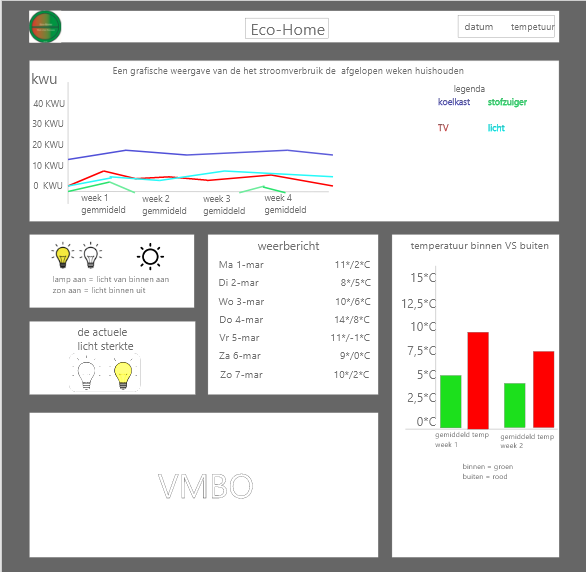 Eco-Home
datum tempetuur
Een grafische weergave van de het stroomverbruik de afgelopen weken huishouden
kwu
legenda
koelkast stofzuiger
TV licht
40 KWU
30 KWU
20 KWU
10 KWU
0 KWU
week 1
gemmideld
week 2
gemmideld
week 3
gemiddeld
week 4
gemiddeld
lamp aan = licht van binnen aan
zon aan = licht binnen uit
de actuele
licht sterkte
weerbericht
Ma 1-mar 11*/2*C
Di 2-mar 8*/5*C
Wo 3-mar 10*/6*C
Do 4-mar 14*/8*C
Vr 5-mar 11*/-1*C
Za 6-mar 9*/0*C
Zo 7-mar 10*/2*C
temperatuur binnen VS buiten
15*C
12,5*C
10*C
7,5*C
5*C
2,5*C
0*C
gemiddeld temp
week 1
gemiddeld temp
week 2
binnen = groen
buiten = rood
VMBO